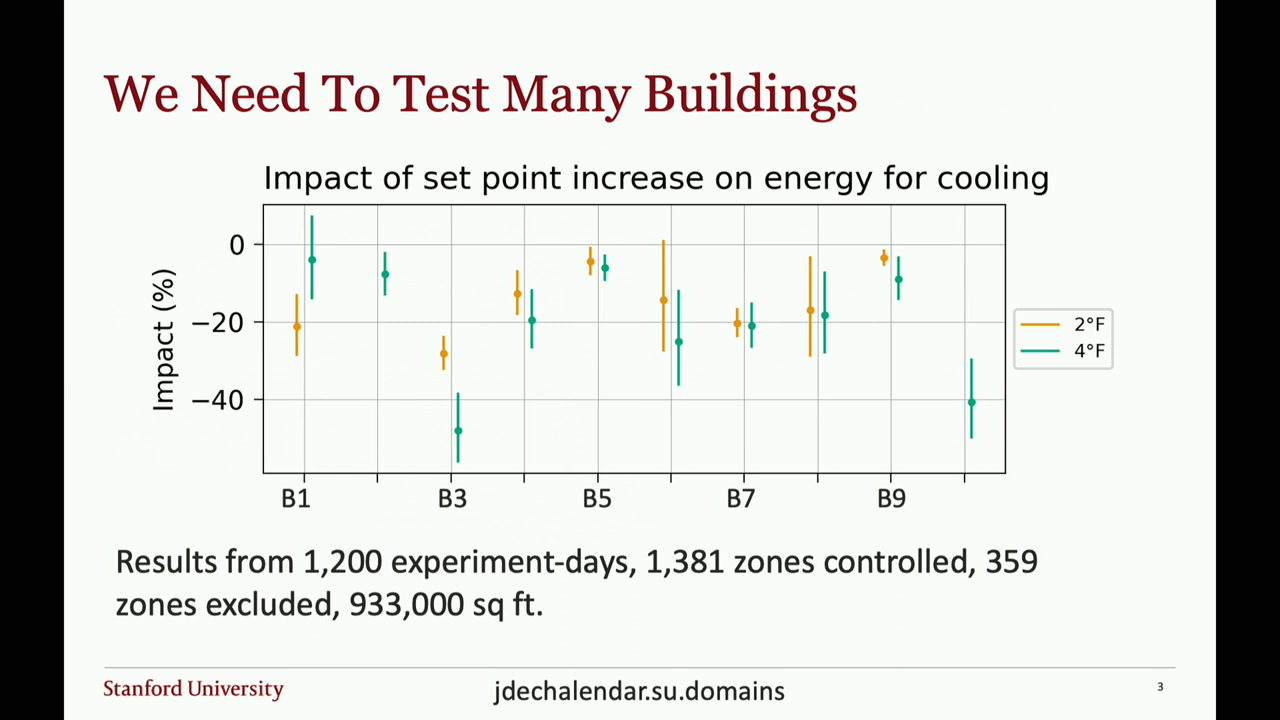 We Need To Test Many Buildings
Impact of set point increase on energy for cooling
Impact (%)
0
−20
−40
B1 B3 B5 B7 B9
2°F
4°F
Results from 1,200 experiment-days, 1,381 zones controlled, 359
zones excluded, 933,000 sq ft.
Stanford University
jdechalendar.su.domains
3